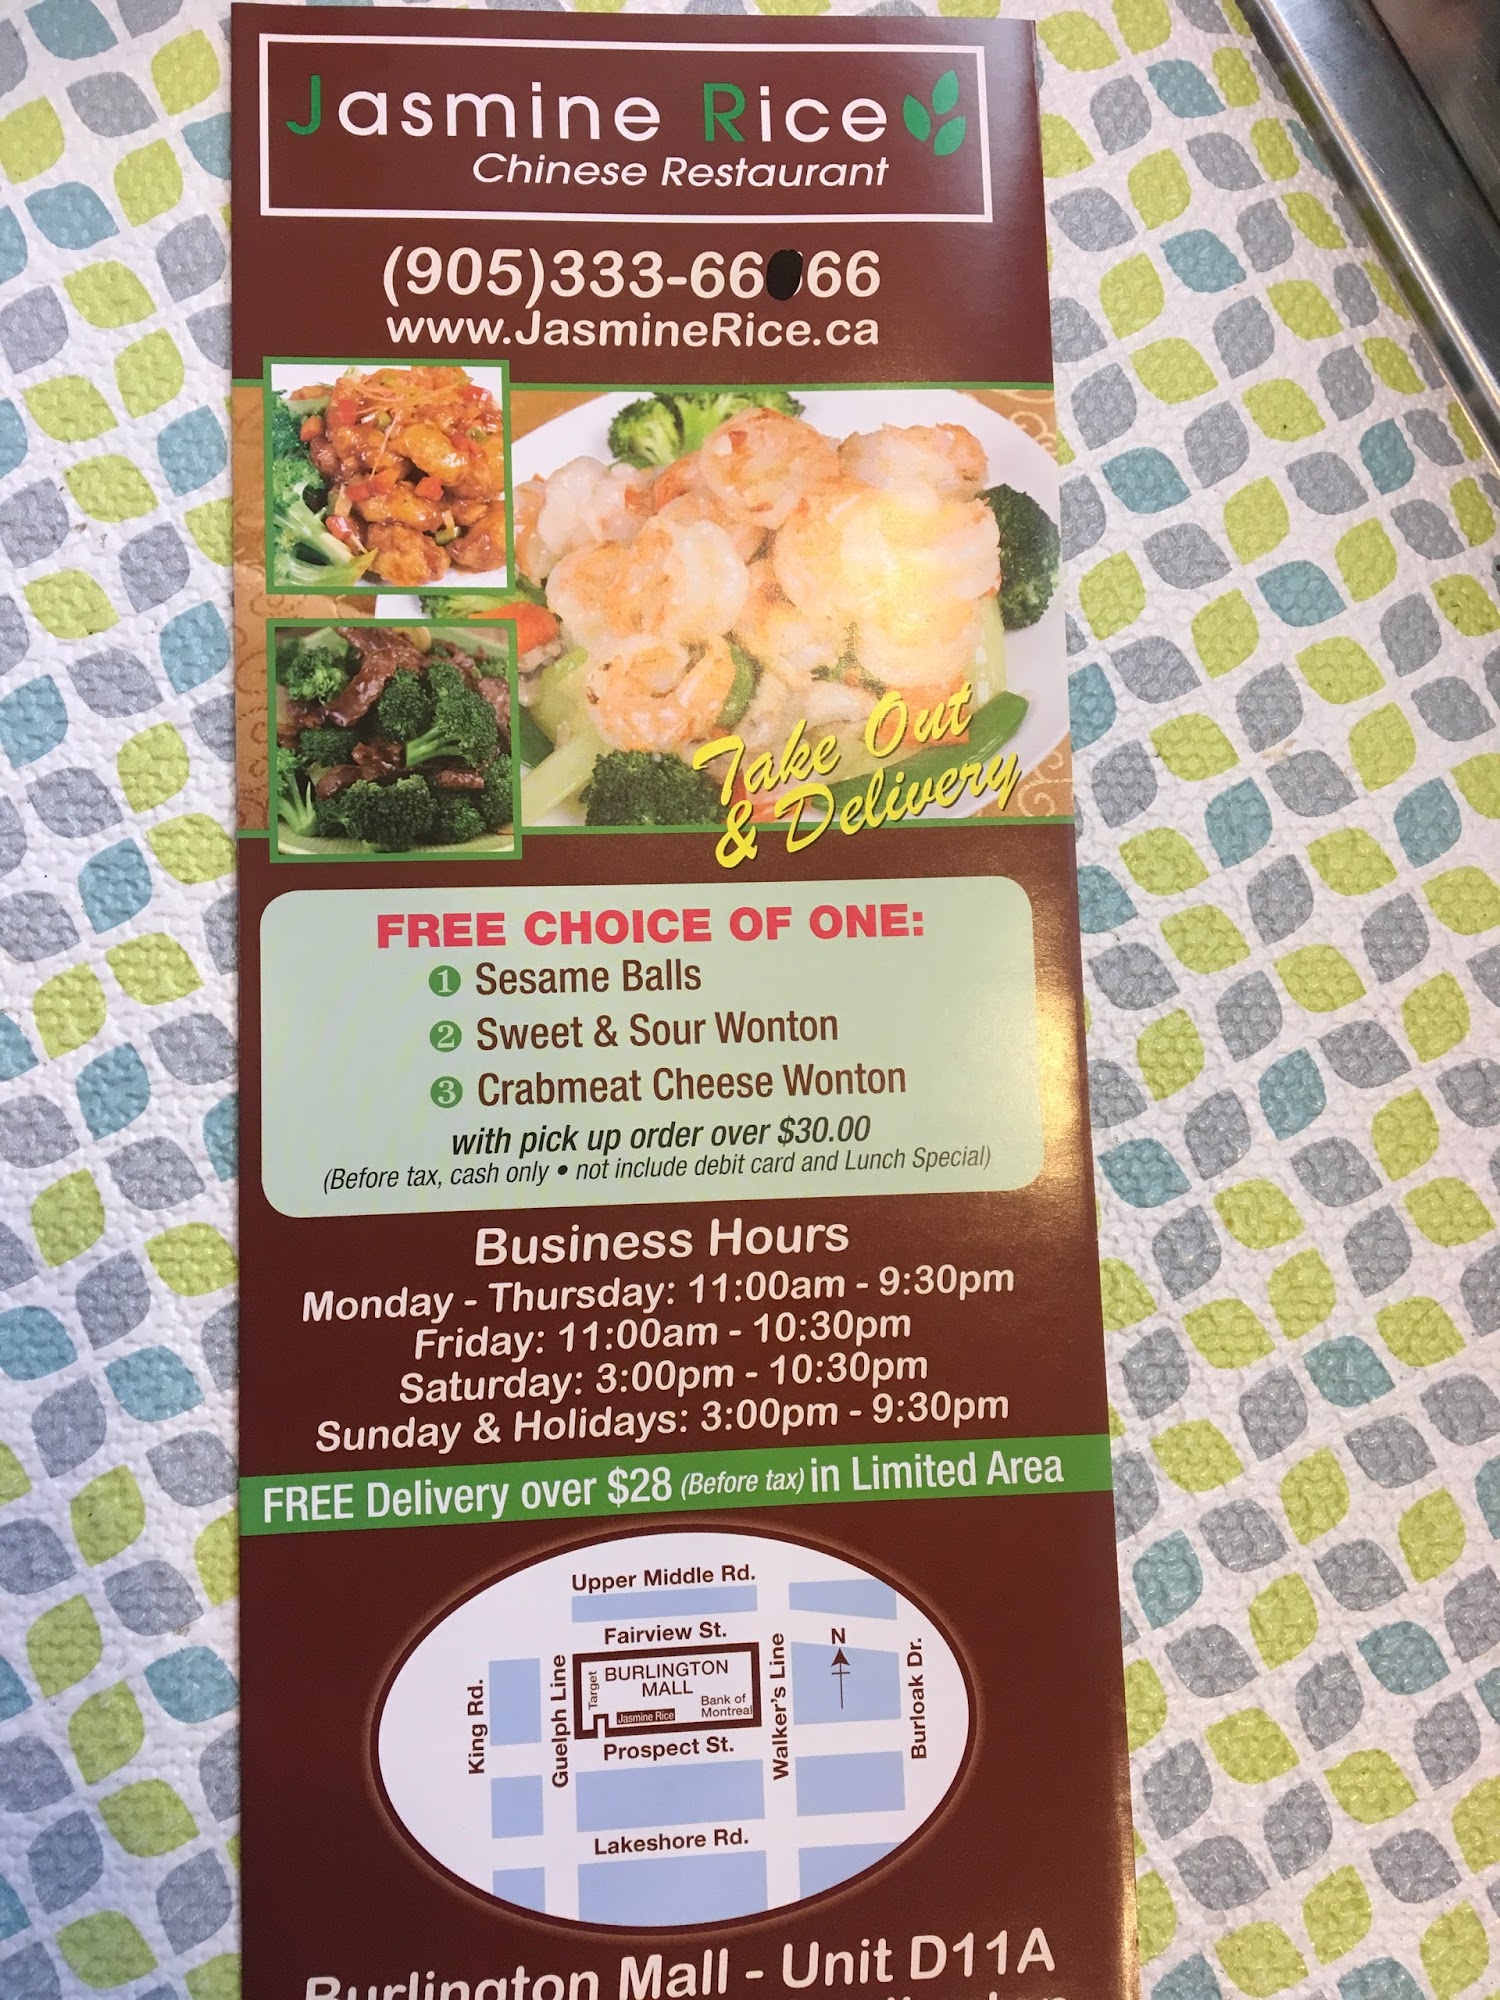 Jasmine Rice
Chinese Restaurant
(905)333-66 66
www.JasmineRice.ca
Take Out
& Delivery
FREE CHOICE OF ONE:
1 Sesame Balls
2 Sweet & Sour Wonton
3 Crabmeat Cheese Wonton
with pick up order over $30.00
(Before tax, cash only • not include debit card and Lunch Special)
Business Hours
Monday - Thursday: 11:00am - 9:30pm
Friday: 11:00am - 10:30pm
Saturday: 3:00pm - 10:30pm
Sunday & Holidays: 3:00pm - 9:30pm
FREE Delivery over $28 (Before tax) in Limited Area
Upper Middle Rd.
Fairview St.
King Rd.
Guelph Line
Target
BURLINGTON
MALL
Jasmine Rice
Bank of
Montreal
Walker's Line
N
Burloak Dr.
Prospect St.
Lakeshore Rd.
Burlington Mall - Unit D11A